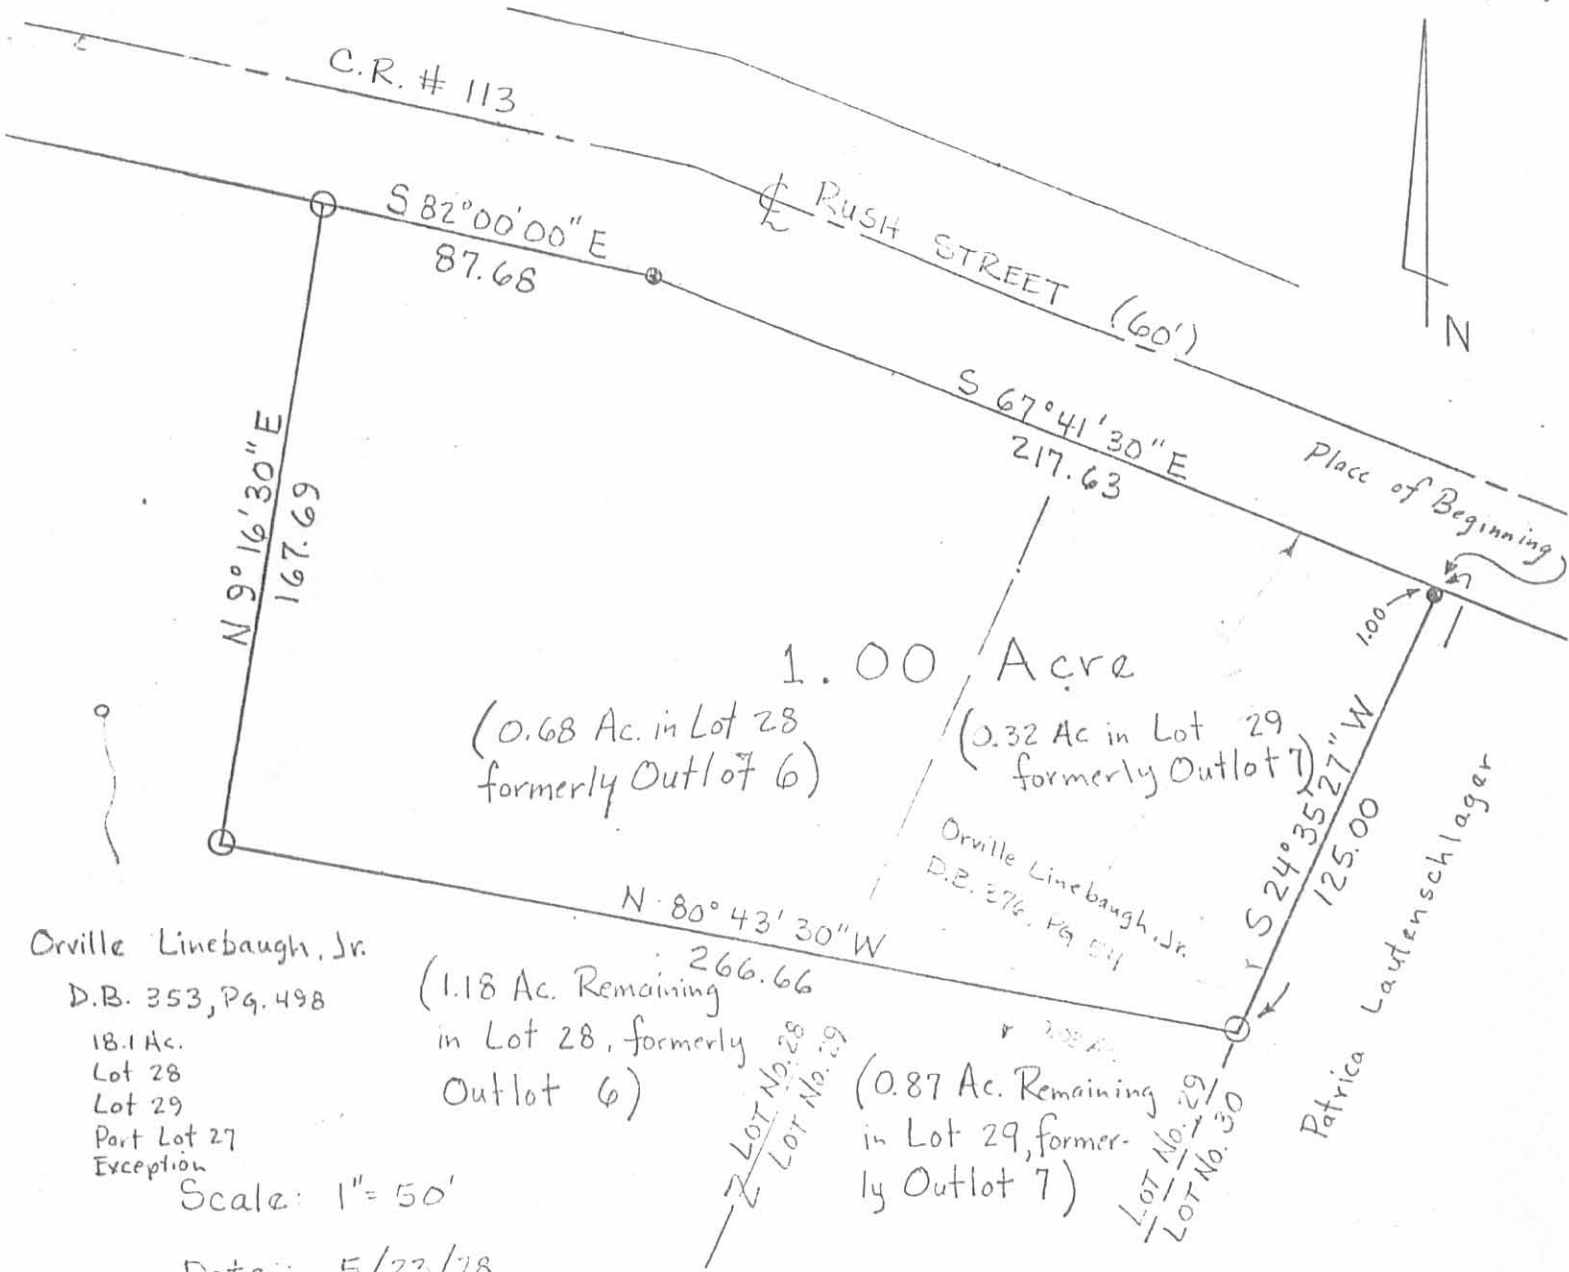 C.R. # 113
℄ RUSH STREET (60')
N
S 82°00'00" E
87.68
S 67°41'30" E
217.63
Place of Beginning
1.00
N 9°16'30" E
167.69
1.00 Acre
(0.68 Ac. in Lot 28
formerly Outlot 6)
(0.32 Ac in Lot 29
formerly Outlot 7)
S 24°35'27" W
125.00
Patrica Lautenschlager
Orville Linebaugh, Jr.
D.B. 376, PG
N 80°43'30" W
266.66
Orville Linebaugh, Jr.
D.B. 353, PG. 498
18.1 Ac.
Lot 28
Lot 29
Part Lot 27
Exception
(1.18 Ac. Remaining
in Lot 28, formerly
Outlot 6)
LOT No. 28
LOT No. 29
(0.87 Ac. Remaining
in Lot 29, former-
ly Outlot 7)
LOT No. 29
LOT No. 30
Scale: 1"= 50'